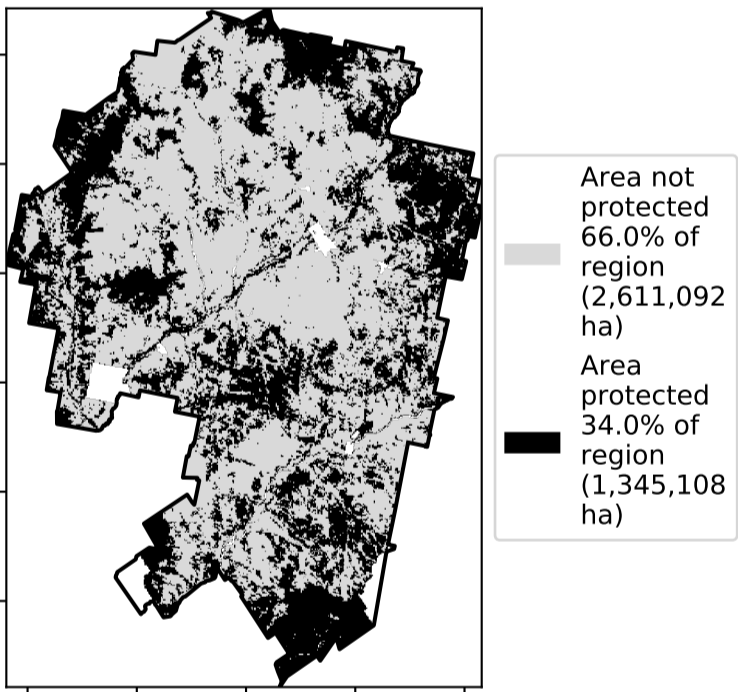 Area not
protected
66.0% of
region
(2,611,092
ha)
Area
protected
34.0% of
region
(1,345,108
ha)